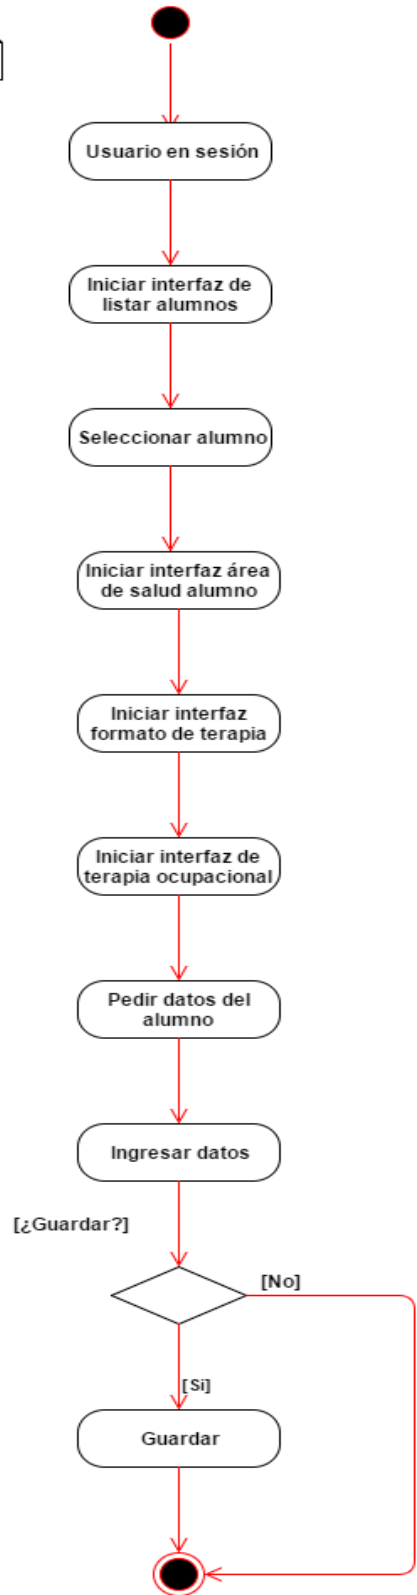 Usuario en sesión
Iniciar interfaz de
listar alumnos
Seleccionar alumno
Iniciar interfaz área
de salud alumno
Iniciar interfaz
formato de terapia
Iniciar interfaz de
terapia ocupacional
Pedir datos del
alumno
Ingresar datos
[¿Guardar?]
[No]
[Si]
Guardar